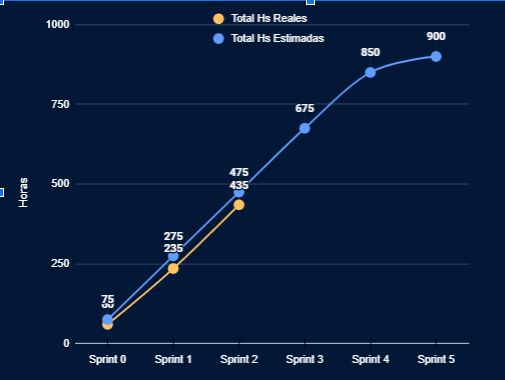 Total Hs Reales
Total Hs Estimadas
1000
750
500
250
0
Horas
75
275
235
475
435
675
850
900
Sprint 0
Sprint 1
Sprint 2
Sprint 3
Sprint 4
Sprint 5